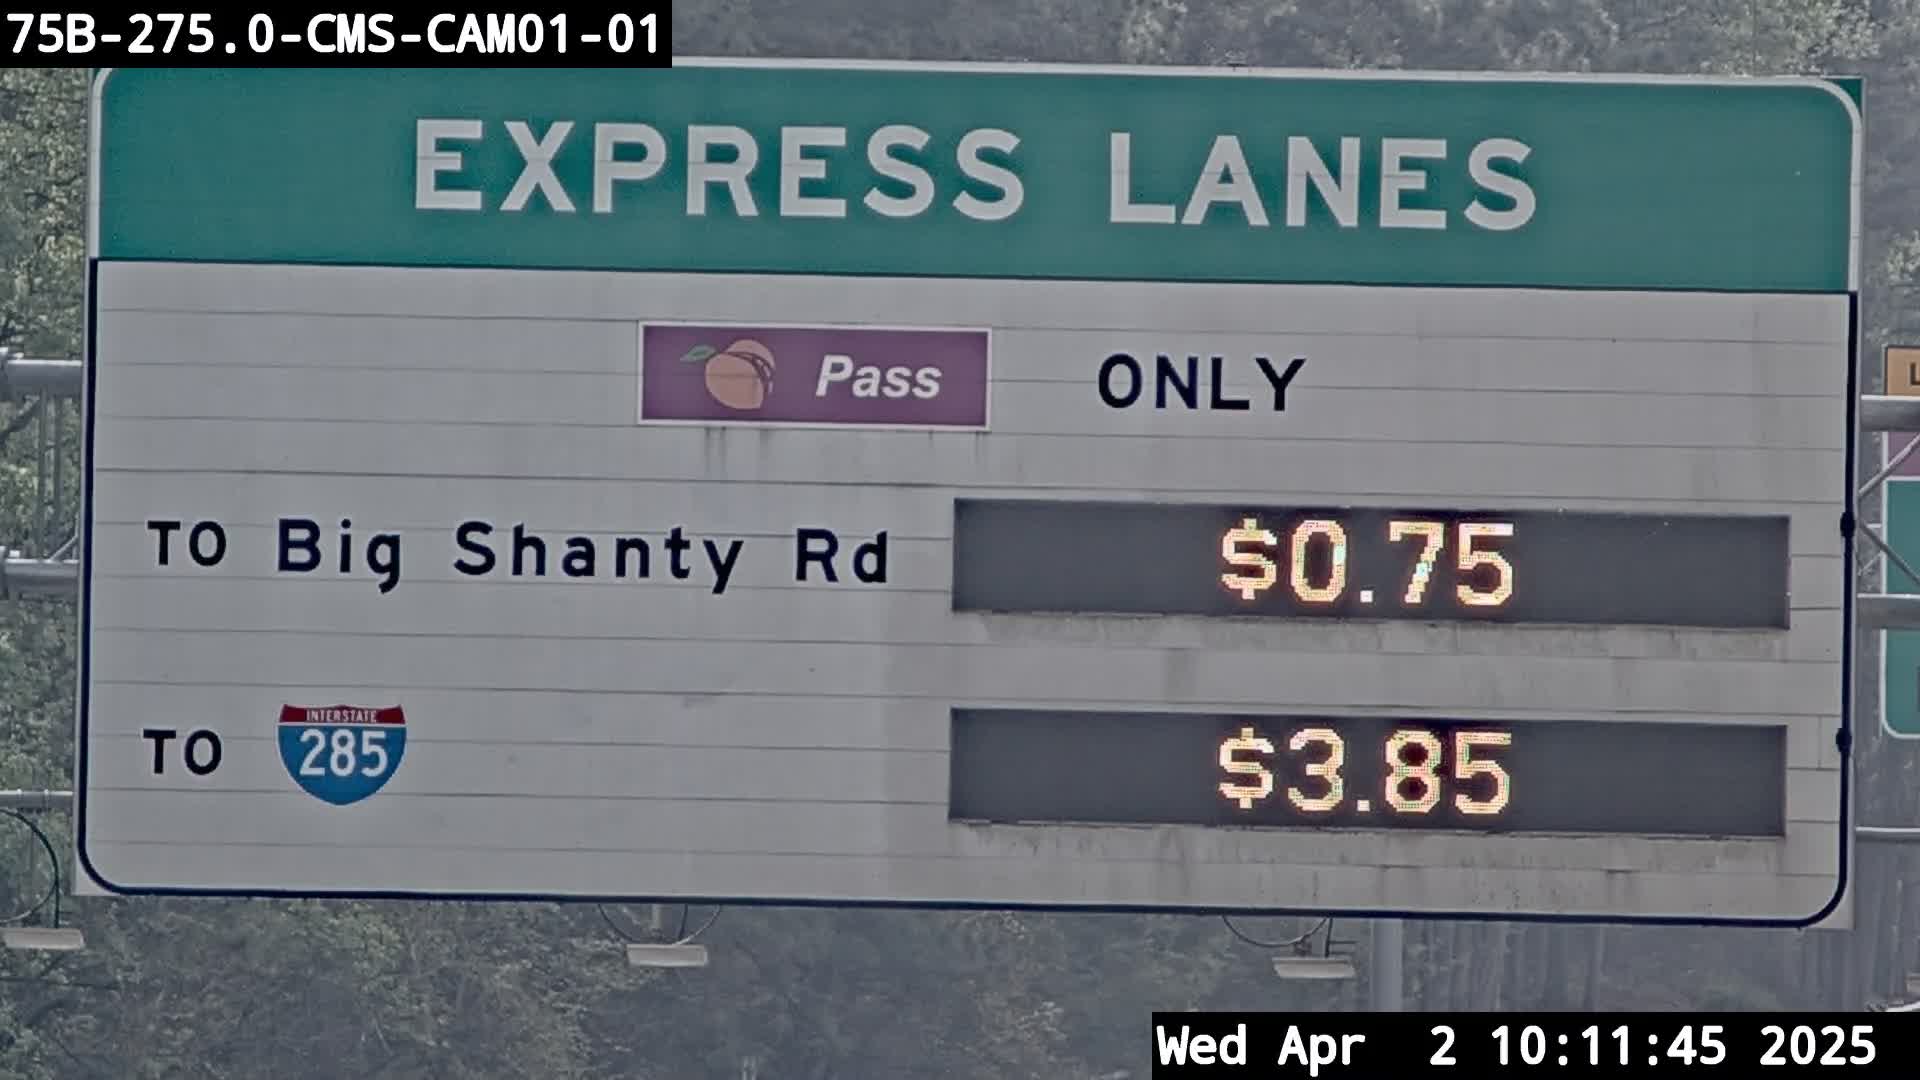 75B-275.0-CMS-CAM01-01
EXPRESS LANES
Pass ONLY
TO Big Shanty Rd $0.75
TO INTERSTATE 285 $3.85
Wed Apr 2 10:11:45 2025